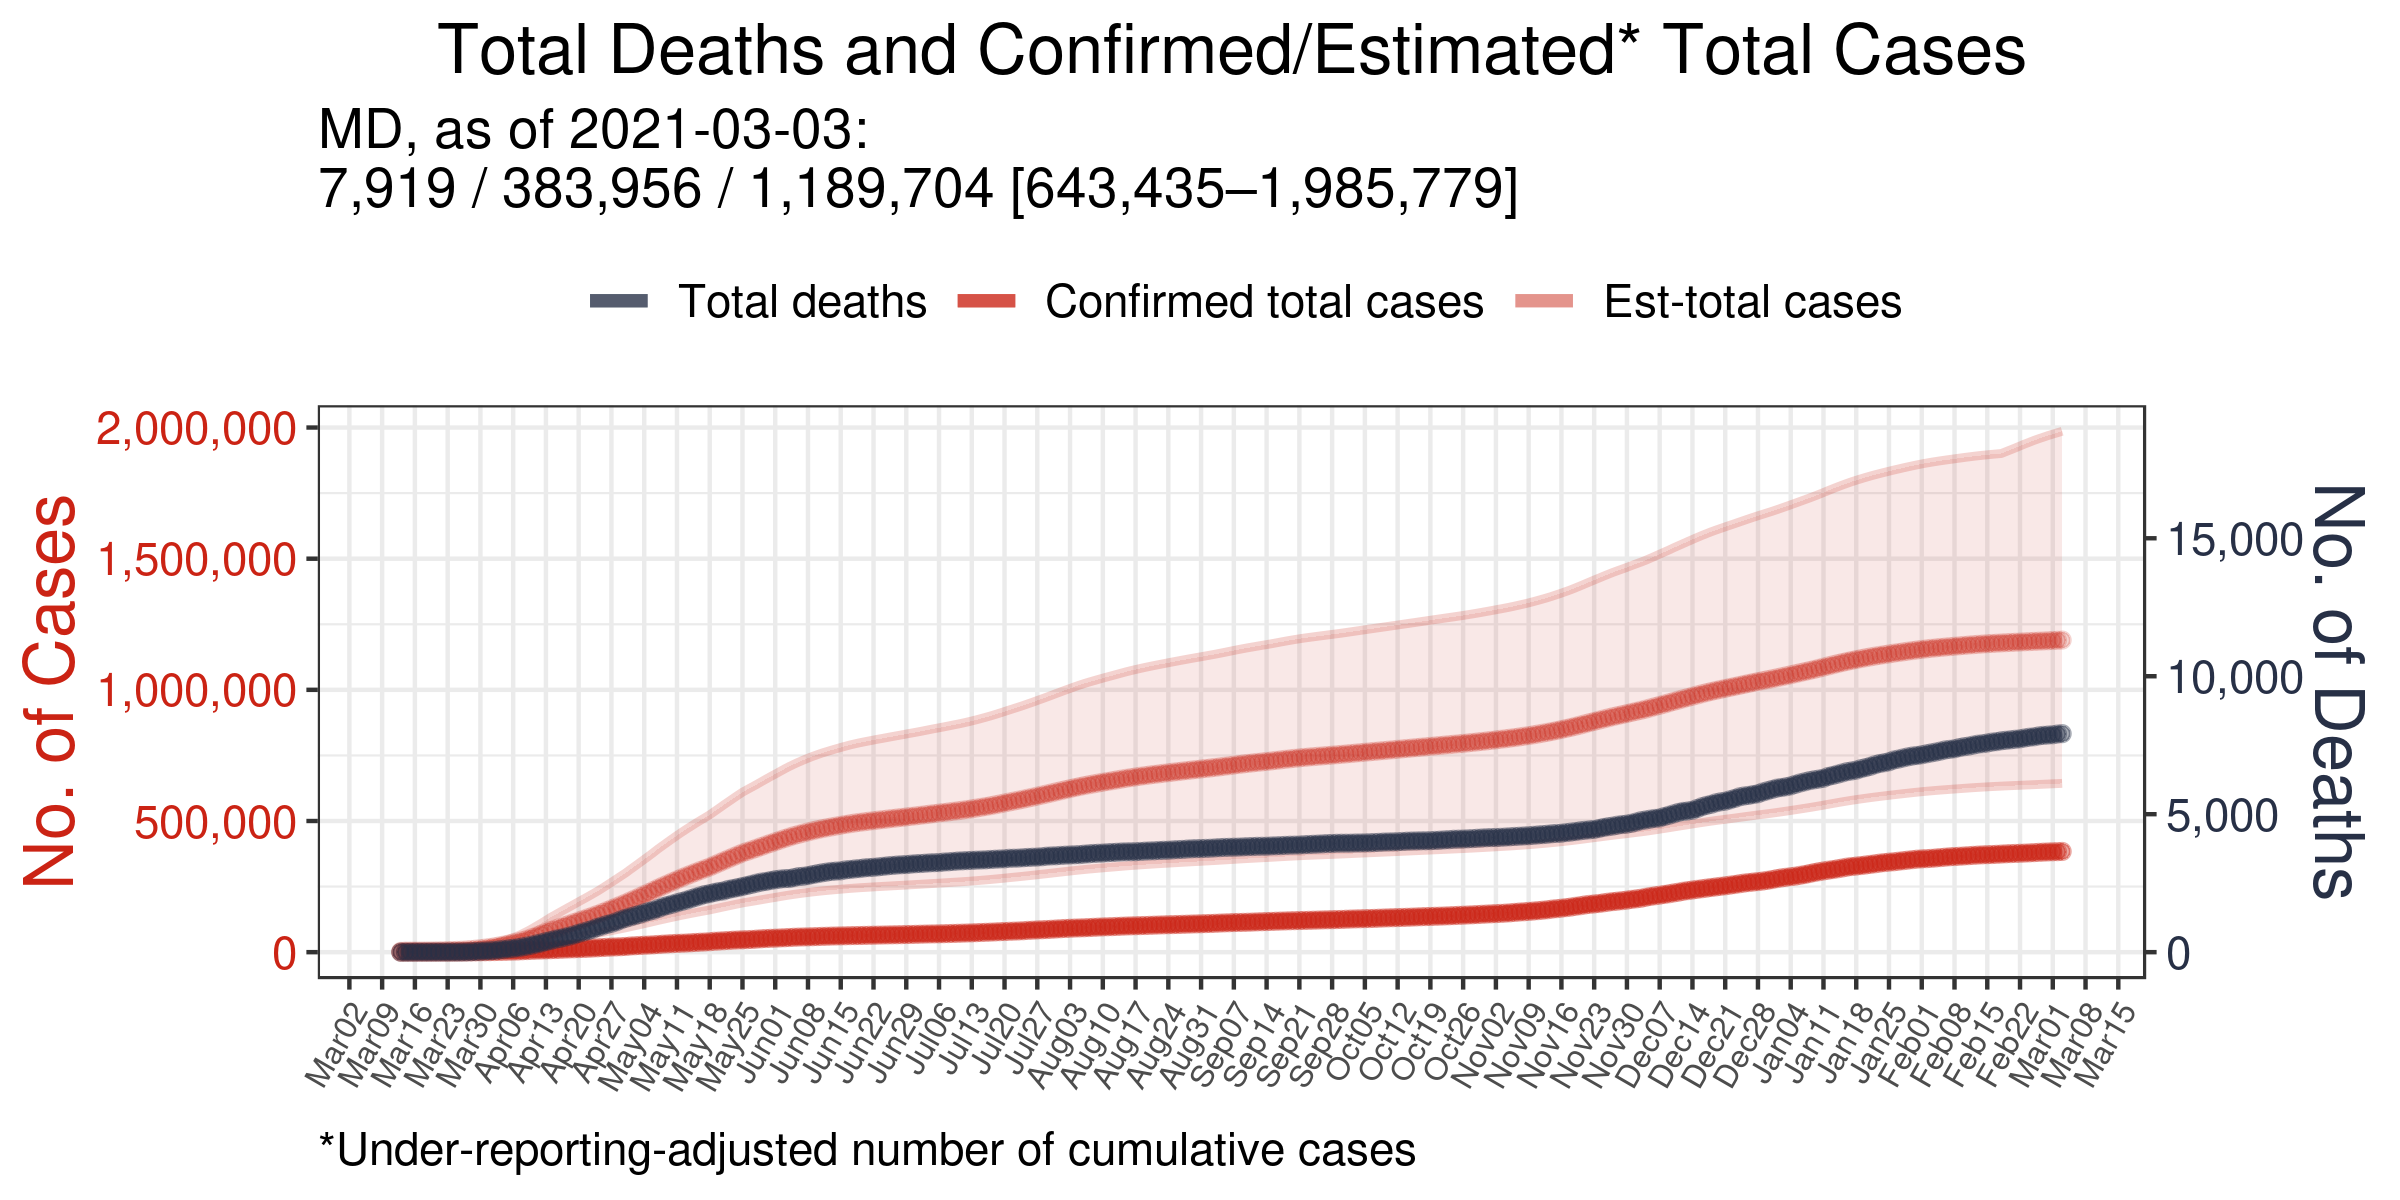 Total Deaths and Confirmed/Estimated* Total Cases
MD, as of 2021-03-03:
7,919 / 383,956 / 1,189,704 [643,435–1,985,779]
Total deaths
Confirmed total cases
Est-total cases
No. of Cases
2,000,000
1,500,000
1,000,000
500,000
0
15,000
10,000
5,000
0
No. of Deaths
Mar02
Mar09
Mar16
Mar23
Mar30
Apr06
Apr13
Apr20
Apr27
May04
May11
May18
May25
Jun01
Jun08
Jun15
Jun22
Jun29
Jul06
Jul13
Jul20
Jul27
Aug03
Aug10
Aug17
Aug24
Aug31
Sep07
Sep14
Sep21
Sep28
Oct05
Oct12
Oct19
Oct26
Nov02
Nov09
Nov16
Nov23
Nov30
Dec07
Dec14
Dec21
Dec28
Jan04
Jan11
Jan18
Jan25
Feb01
Feb08
Feb15
Feb22
Mar01
Mar08
Mar15
*Under-reporting-adjusted number of cumulative cases